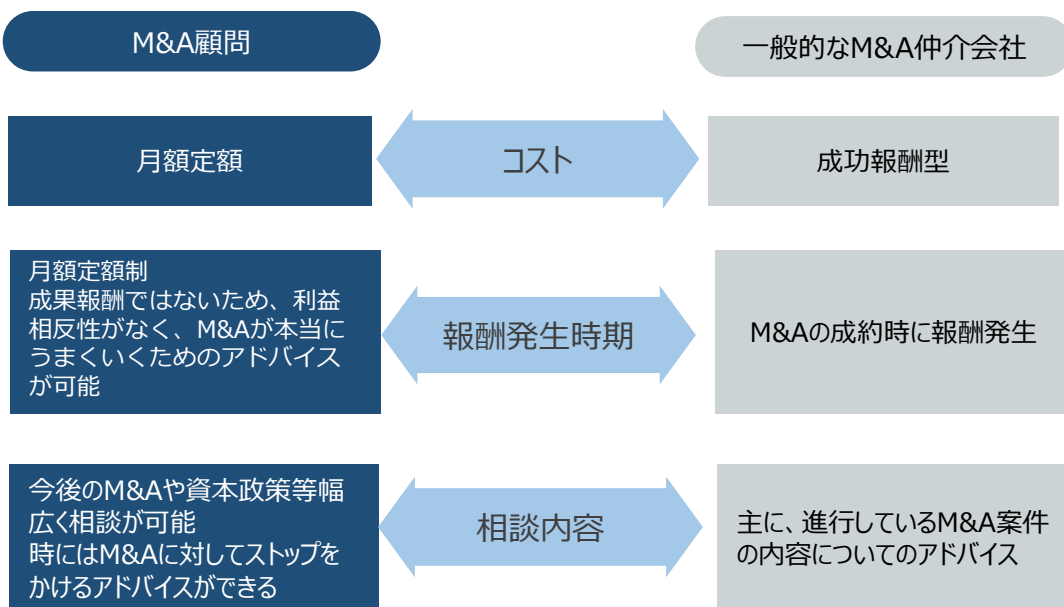 M&A顧問
一般的なM&A仲介会社
月額定額
コスト
成功報酬型
月額定額制
成果報酬ではないため、利益
相反性がなく、M&Aが本当に
うまくいくためのアドバイス
が可能
報酬発生時期
M&Aの成約時に報酬発生
今後のM&Aや資本政策等幅
広く相談が可能
時にはM&Aに対してストップを
かけるアドバイスができる
相談内容
主に、進行しているM&A案件
の内容についてのアドバイス